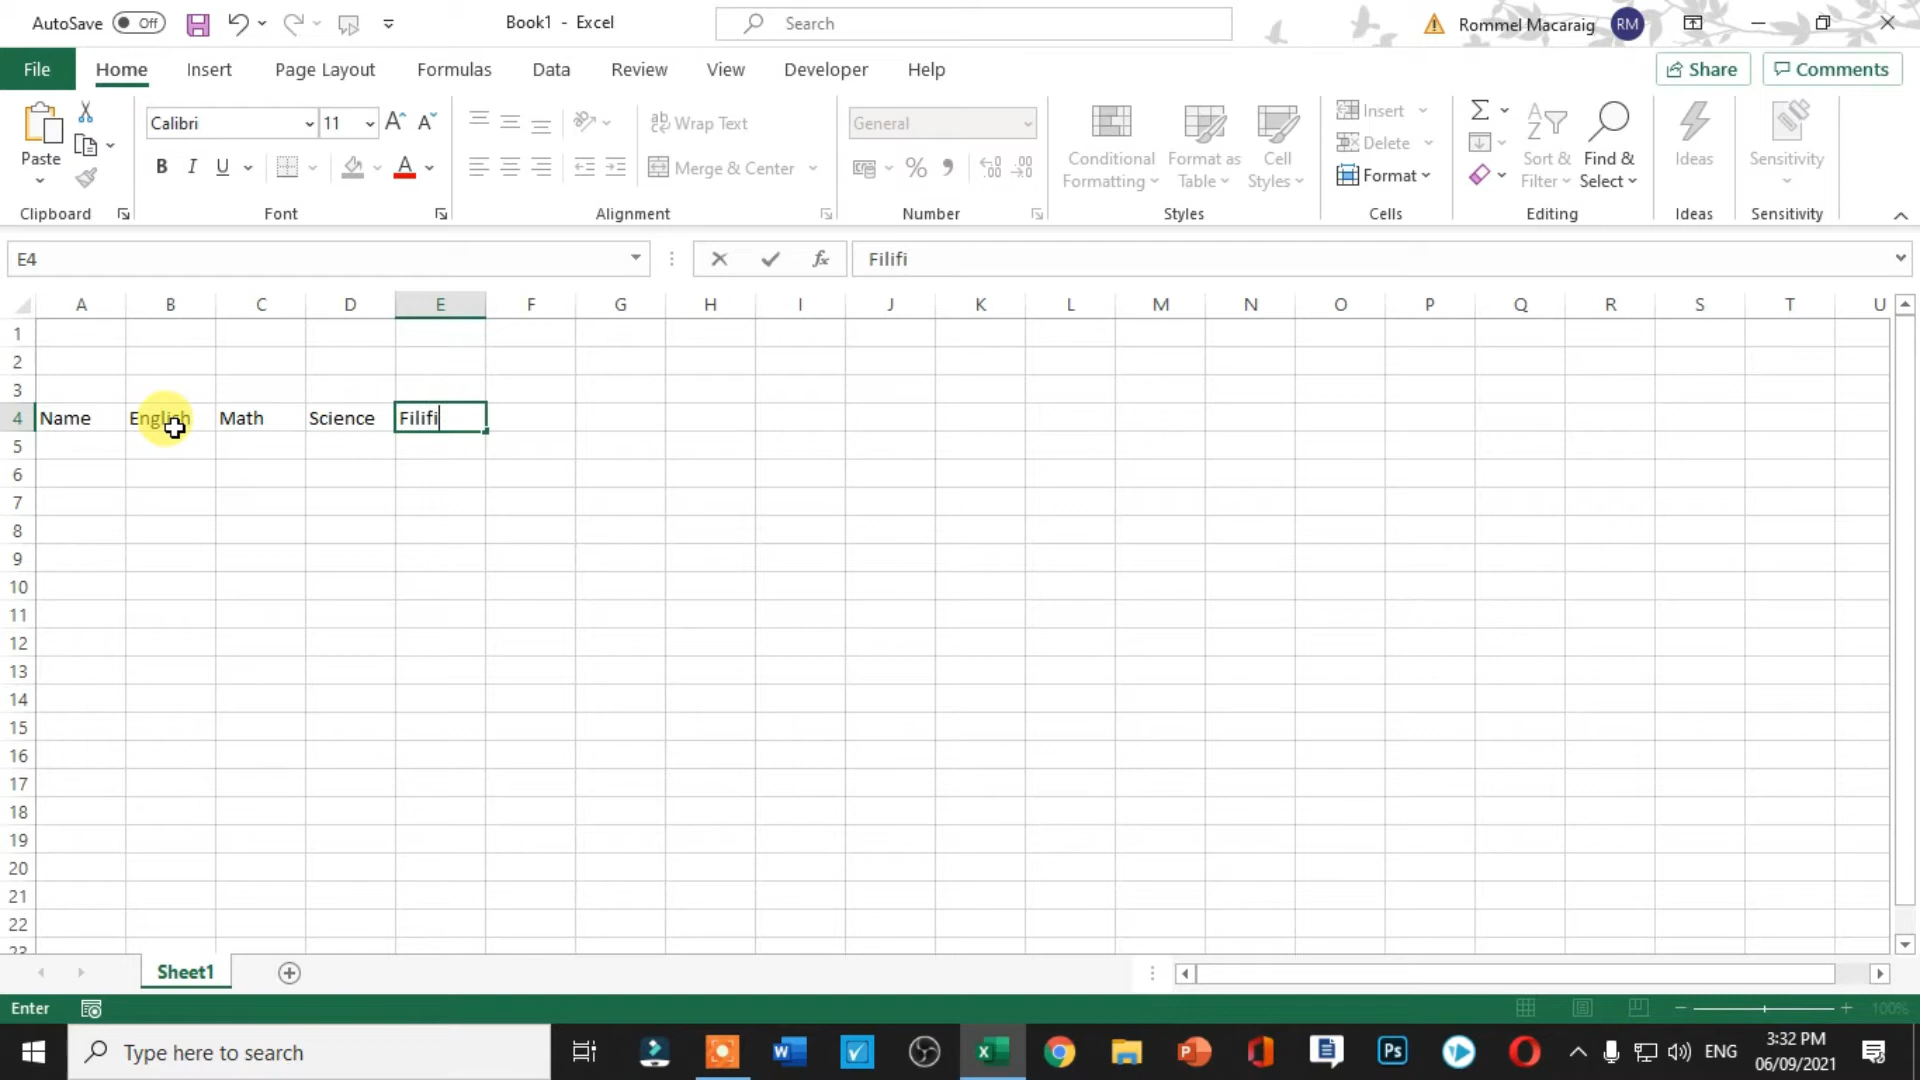 AutoSave Off Book1 - Excel Search Rommel Macaraig RM
File Home Insert Page Layout Formulas Data Review View Developer Help Share Comments
Calibri 11 Wrap Text General Insert
Paste Merge & Center Conditional Formatting Format as Table Cell Styles Delete Format Sort & Filter Find & Select Ideas Sensitivity
Clipboard Font Alignment Number Styles Cells Editing Ideas Sensitivity
E4 fx Filifi
A B C D E F G H I J K L M N O P Q R S T U
1
2
3
4 Name English Math Science Filifi
5
6
7
8
9
10
11
12
13
14
15
16
17
18
19
20
21
22
23
Sheet1
Enter 100%
Type here to search ENG 3:32 PM
06/09/2021